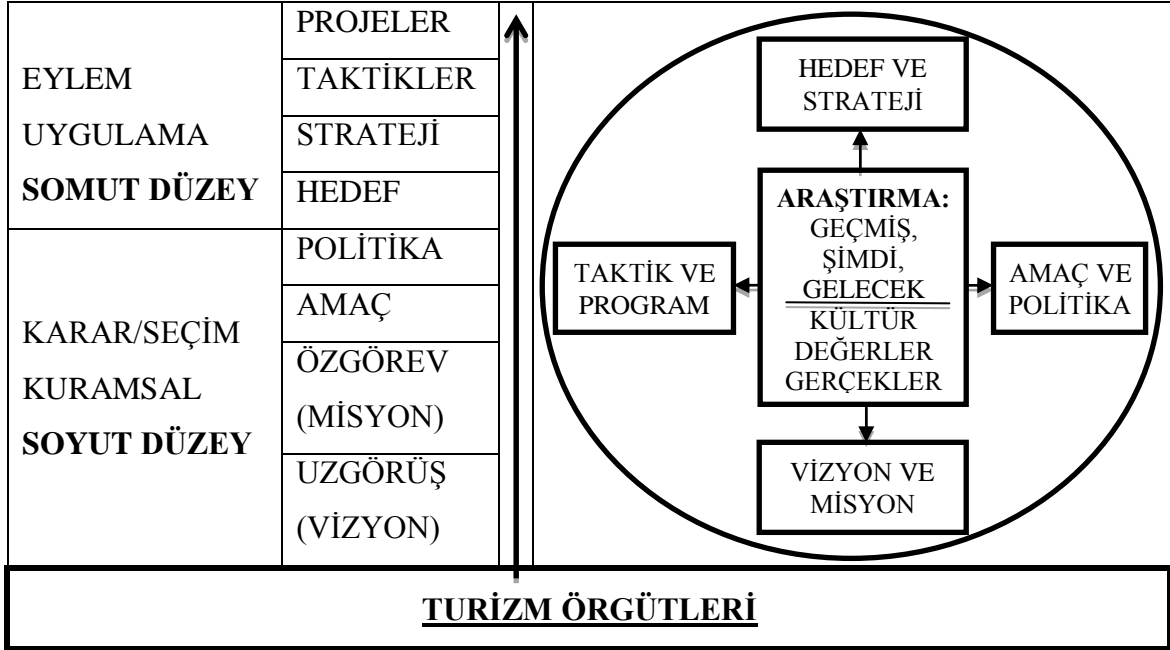 EYLEM
UYGULAMA
SOMUT DÜZEY
PROJELER
TAKTİKLER
STRATEJİ
HEDEF
KARAR/SEÇİM
KURAMSAL
SOYUT DÜZEY
POLİTİKA
AMAÇ
ÖZGÖREV
(MİSYON)
UZGÖRÜŞ
(VİZYON)
HEDEF VE
STRATEJİ
TAKTİK VE
PROGRAM
ARAŞTIRMA:
GEÇMİŞ,
ŞİMDİ,
GELECEK
KÜLTÜR
DEĞERLER
GERÇEKLER
AMAÇ VE
POLİTİKA
VİZYON VE
MİSYON
TURİZM ÖRGÜTLERİ